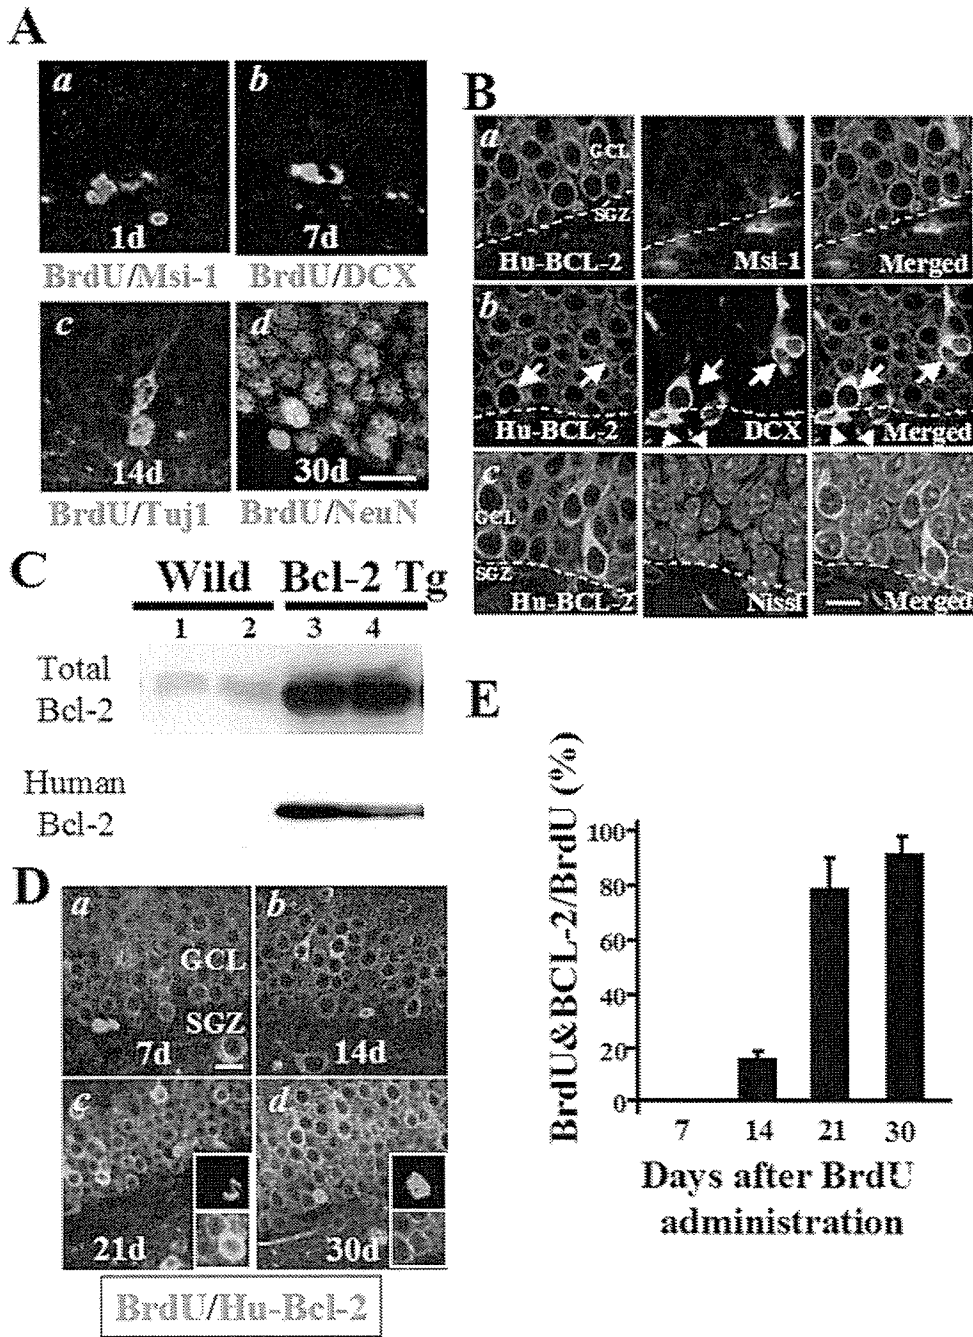 A
a
b
1d
7d
BrdU/Msi-1
BrdU/DCX
c
d
14d
30d
BrdU/Tuj1
BrdU/NeuN
B
a
GCL
SGZ
Hu-BCL-2
Msi-1
Merged
b
Hu-BCL-2
DCX
Merged
c
GCL
SGZ
Hu-BCL-2
Nissl
Merged
C
Wild
Bcl-2 Tg
1 2 3 4
Total
Bcl-2
Human
Bcl-2
D
a
b
GCL
SGZ
7d
14d
c
d
21d
30d
BrdU/Hu-Bcl-2
E
BrdU&BCL-2/BrdU (%)
100
80
60
40
20
0
7 14 21 30
Days after BrdU
administration